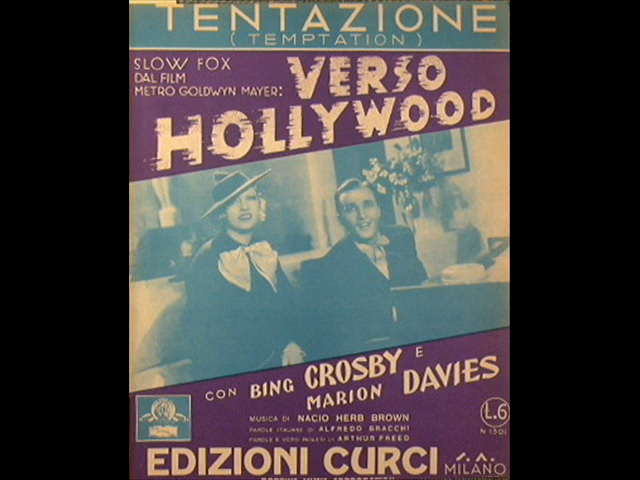 TENTAZIONE
(TEMPTATION)
SLOW FOX
DAL FILM
METRO GOLDWYN MAYER:
VERSO
HOLLYWOOD
CON BING CROSBY E
MARION DAVIES
MUSICA DI NACIO HERB BROWN
PAROLE ITALIANE DI ALFREDO BRACCHI
PAROLE E VERSI INGLESI DI ARTHUR FREED
L.6
N 1501
EDIZIONI CURCI S.A. MILANO